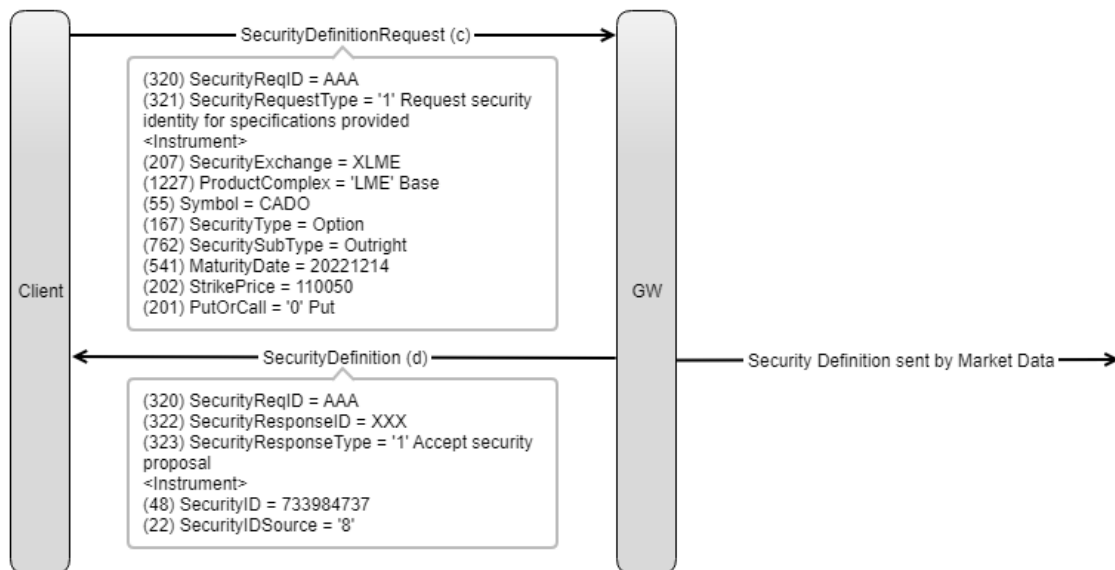 SecurityDefinitionRequest (c)
(320) SecurityReqID = AAA
(321) SecurityRequestType = '1' Request security
identity for specifications provided
<Instrument>
(207) SecurityExchange = XLME
(1227) ProductComplex = 'LME' Base
(55) Symbol = CADO
(167) SecurityType = Option
(762) SecuritySubType = Outright
(541) MaturityDate = 20221214
(202) StrikePrice = 110050
(201) PutOrCall = '0' Put
Client
GW
SecurityDefinition (d)
Security Definition sent by Market Data
(320) SecurityReqID = AAA
(322) SecurityResponseID = XXX
(323) SecurityResponseType = '1' Accept security
proposal
<Instrument>
(48) SecurityID = 733984737
(22) SecurityIDSource = '8'